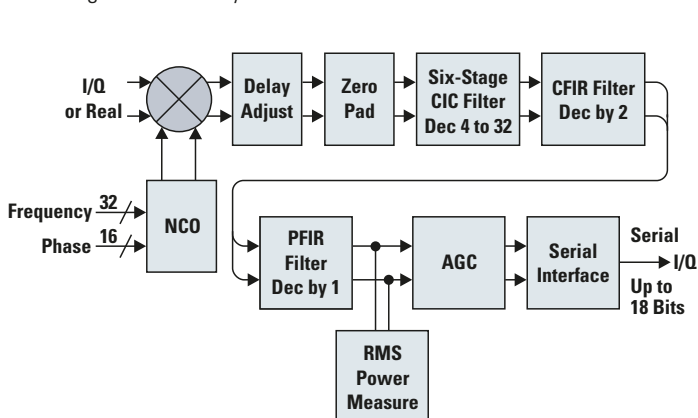 I/Q
or Real
Delay
Adjust
Zero
Pad
Six-Stage
CIC Filter
Dec 4 to 32
CFIR Filter
Dec by 2
Frequency 32
Phase 16
NCO
PFIR
Filter
Dec by 1
AGC
Serial
Interface
Serial
I/Q
Up to
18 Bits
RMS
Power
Measure